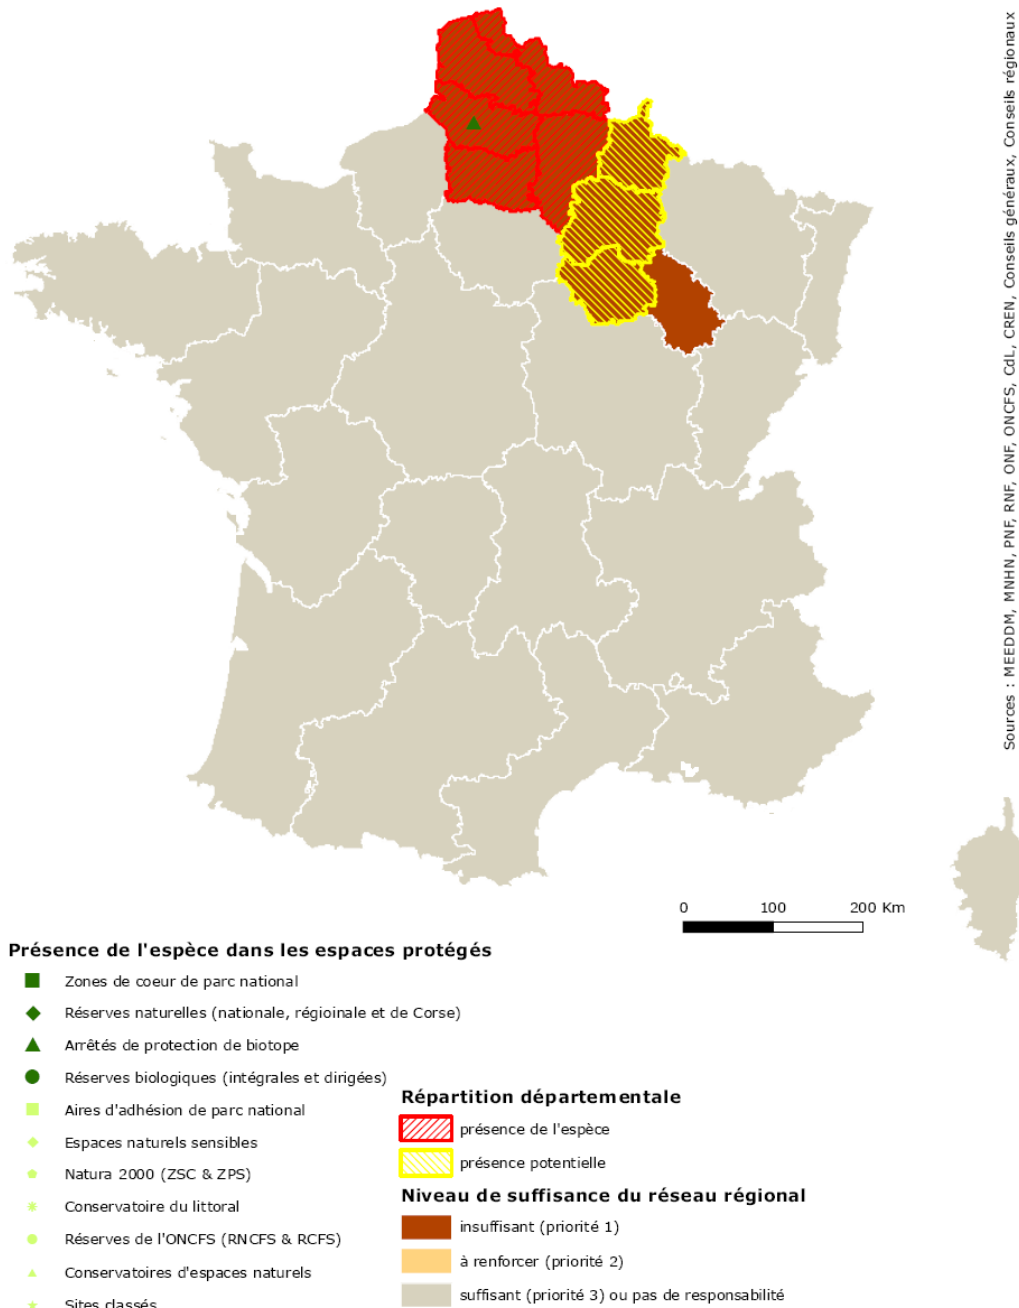 Sources : MEEDDM, MNHN, PNF, RNF, ONF, ONCFS, CdL, CREN, Conseils généraux, Conseils régionaux
0 100 200 Km
Présence de l'espèce dans les espaces protégés
Zones de coeur de parc national
Réserves naturelles (nationale, régioinale et de Corse)
Arrêtés de protection de biotope
Réserves biologiques (intégrales et dirigées)
Aires d'adhésion de parc national
Espaces naturels sensibles
Natura 2000 (ZSC & ZPS)
Conservatoire du littoral
Réserves de l'ONCFS (RNCFS & RCFS)
Conservatoires d'espaces naturels
Sites classés
Répartition départementale
présence de l'espèce
présence potentielle
Niveau de suffisance du réseau régional
insuffisant (priorité 1)
à renforcer (priorité 2)
suffisant (priorité 3) ou pas de responsabilité